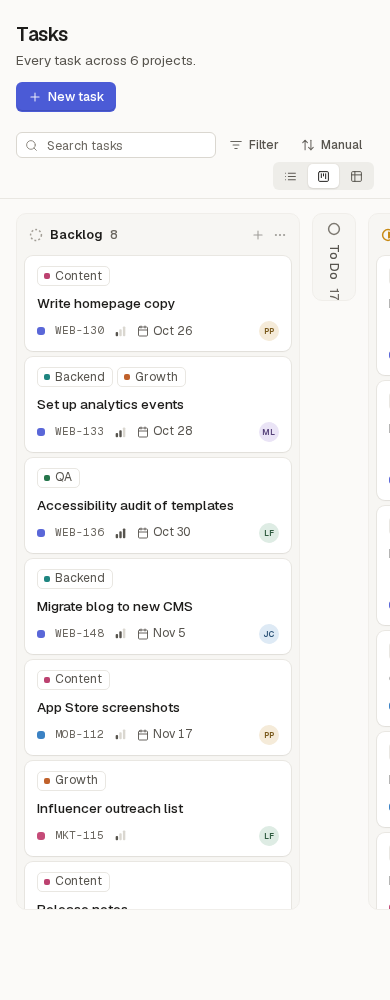 Tasks
Every task across 6 projects.
New task
Search tasks
Filter
Manual
Backlog 8
Content
Write homepage copy
WEB-130 Oct 26 PP
Backend Growth
Set up analytics events
WEB-133 Oct 28 ML
QA
Accessibility audit of templates
WEB-136 Oct 30 LF
Backend
Migrate blog to new CMS
WEB-148 Nov 5 JC
Content
App Store screenshots
MOB-112 Nov 17 PP
Growth
Influencer outreach list
MKT-115 LF
Content
Release notes
To Do 17